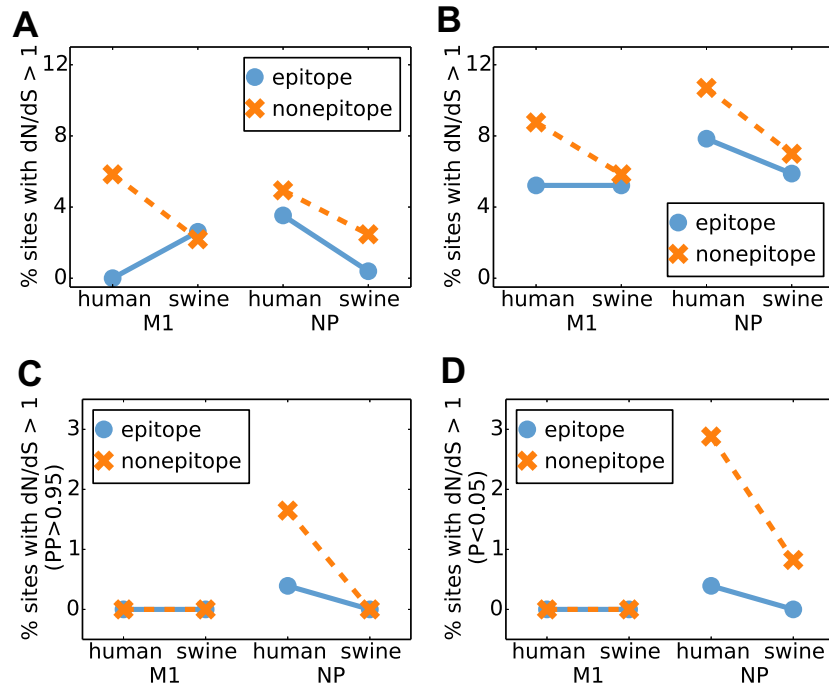 A
% sites with dN/dS > 1
12
8
4
0
epitope
nonepitope
human swine human swine
M1 NP
B
% sites with dN/dS > 1
12
8
4
0
epitope
nonepitope
human swine human swine
M1 NP
C
% sites with dN/dS > 1
(PP>0.95)
3
2
1
0
epitope
nonepitope
human swine human swine
M1 NP
D
% sites with dN/dS > 1
(P<0.05)
3
2
1
0
epitope
nonepitope
human swine human swine
M1 NP